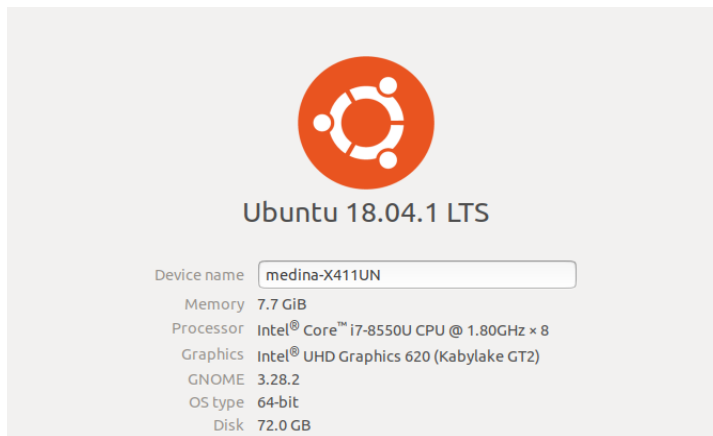 Ubuntu 18.04.1 LTS
Device name medina-X411UN
Memory 7.7 GiB
Processor Intel® Core™ i7-8550U CPU @ 1.80GHz × 8
Graphics Intel® UHD Graphics 620 (Kabylake GT2)
GNOME 3.28.2
OS type 64-bit
Disk 72.0 GB